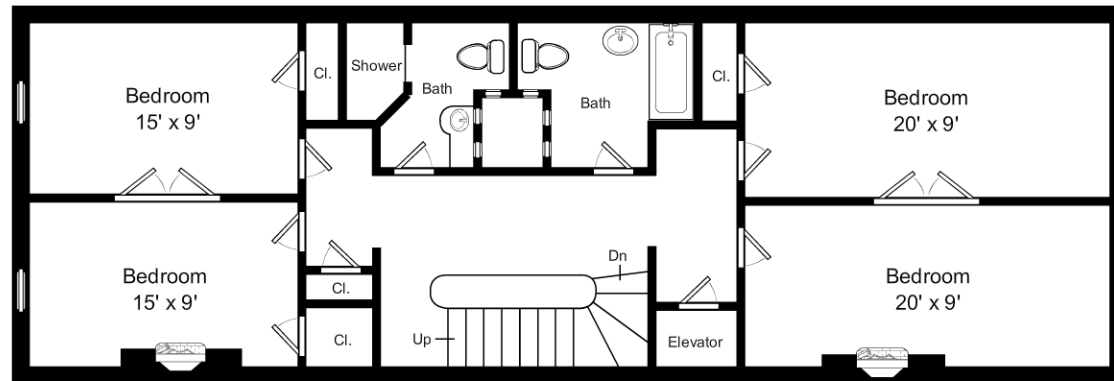 Bedroom
15' x 9'
Cl.
Shower
Bath
Bath
Cl.
Bedroom
20' x 9'
Bedroom
15' x 9'
Cl.
Cl.
Up
Dn
Elevator
Bedroom
20' x 9'